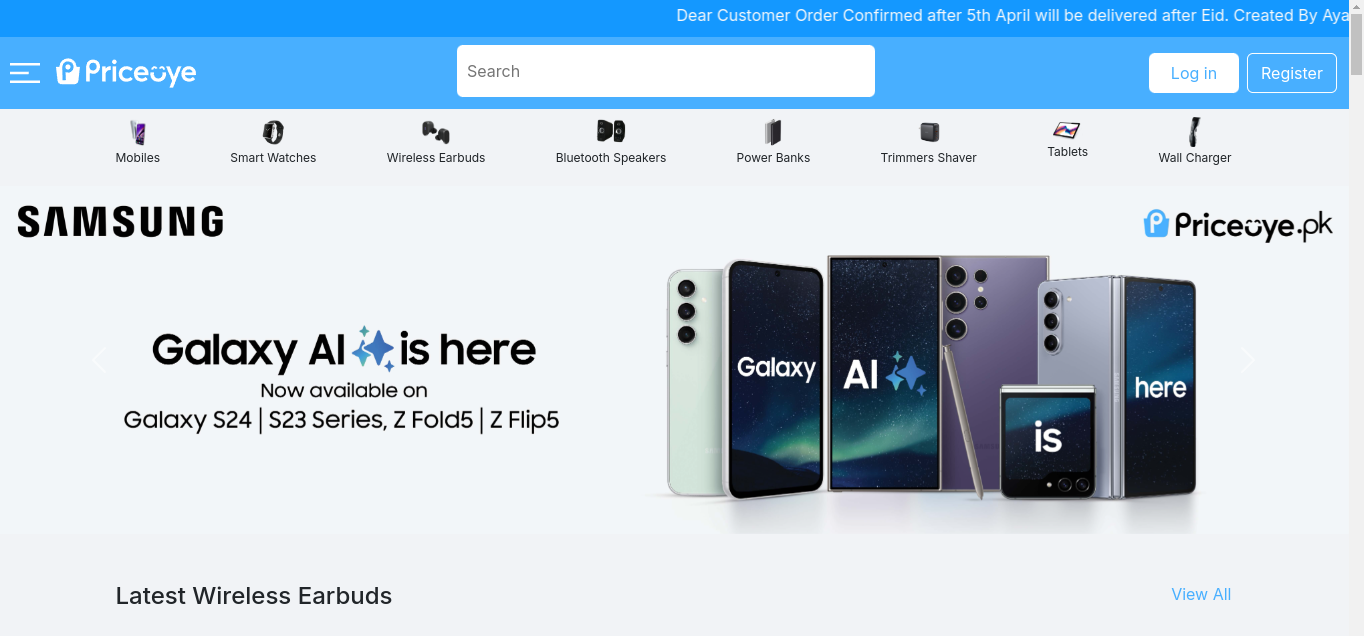 Dear Customer Order Confirmed after 5th April will be delivered after Eid. Created By Aya
Priceoye
Search
Log in
Register
Mobiles
Smart Watches
Wireless Earbuds
Bluetooth Speakers
Power Banks
Trimmers Shaver
Tablets
Wall Charger
SAMSUNG
Priceoye.pk
Galaxy AI is here
Now available on
Galaxy S24 | S23 Series, Z Fold5 | Z Flip5
Galaxy
AI
is
here
Latest Wireless Earbuds
View All